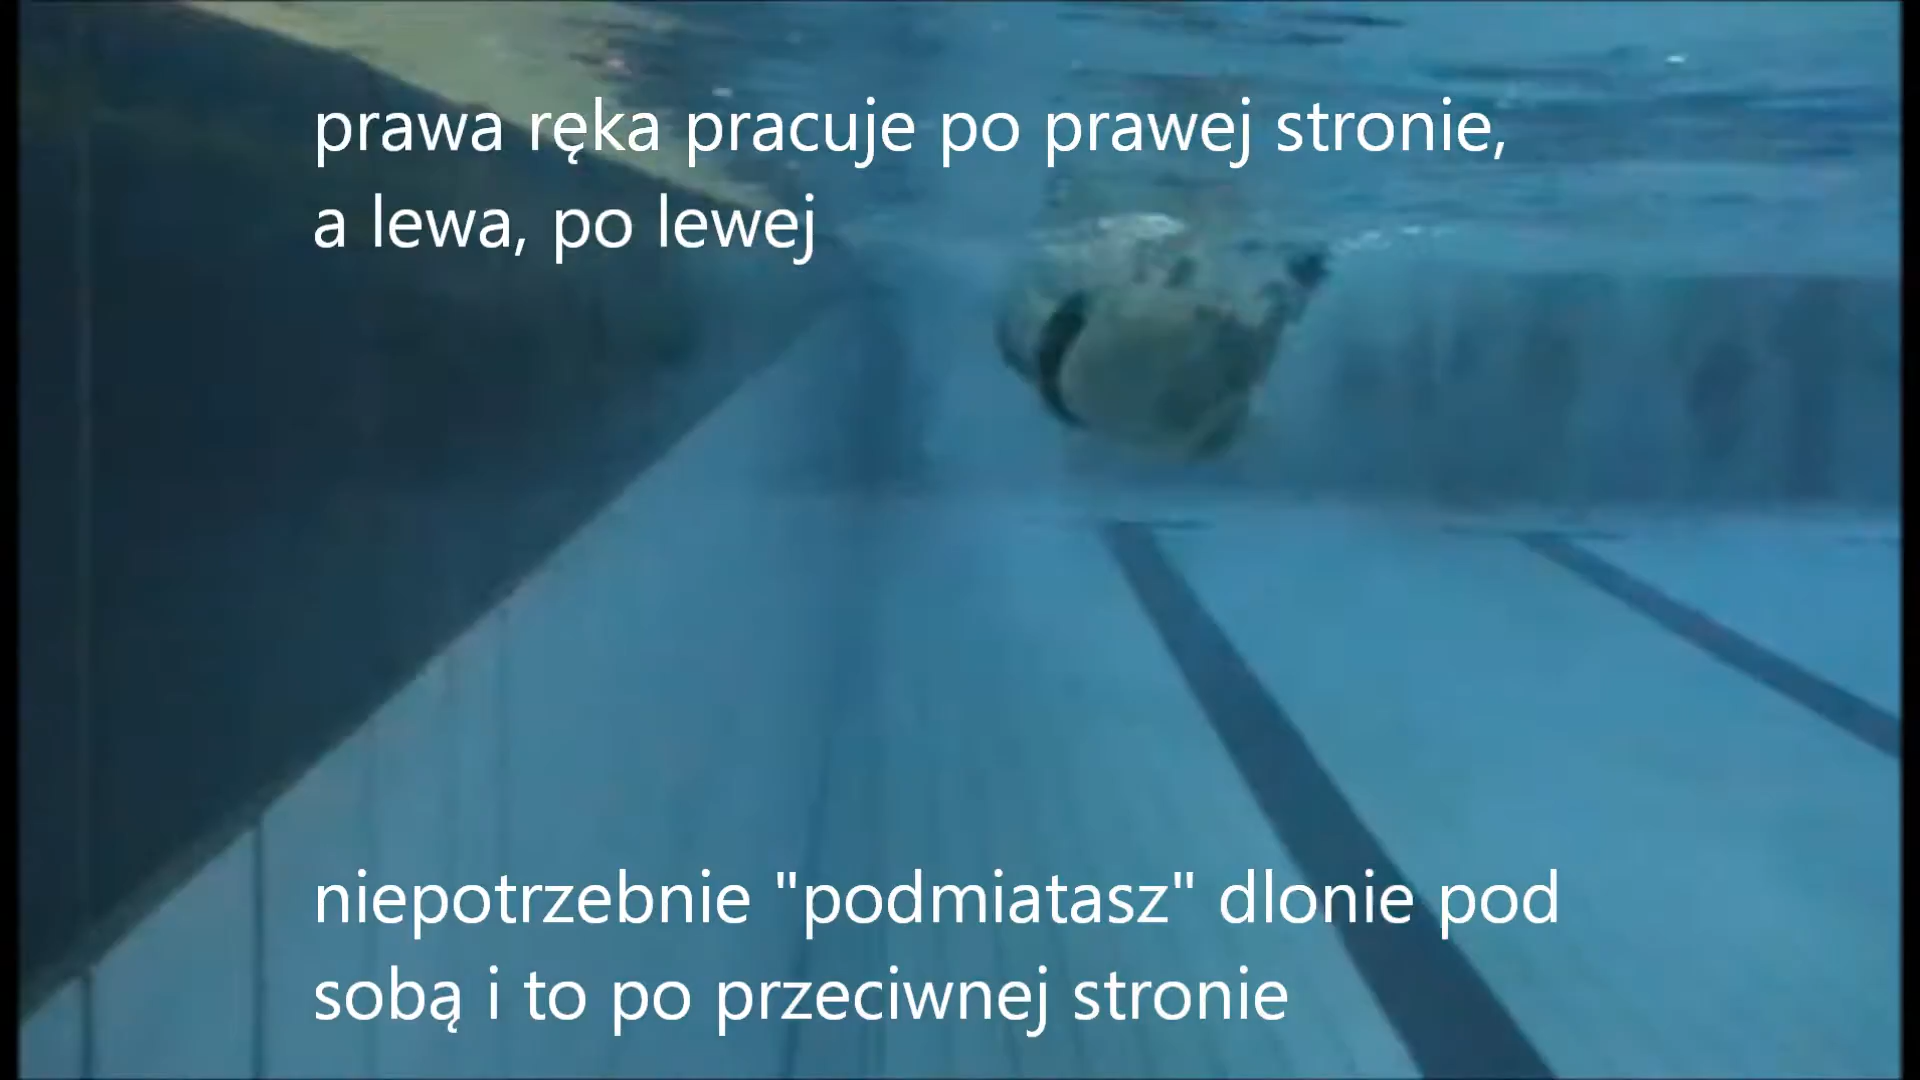 prawa ręka pracuje po prawej stronie,
a lewa, po lewej
niepotrzebnie "podmiatasz" dlonie pod
sobą i to po przeciwnej stronie